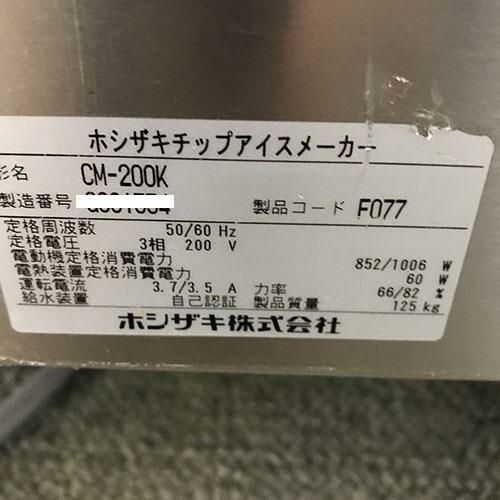 ホシザキチップアイスメーカー
形名 CM-200K
製造番号
製品コード F077
定格周波数 50/60 Hz
定格電圧 3相 200 V
電動機定格消費電力 852/1006 W
電熱装置定格消費電力 60 W
運転電流 3.7/3.5 A 力率 66/82 %
給水装置 自己認証 製品質量 125 kg
ホシザキ株式会社